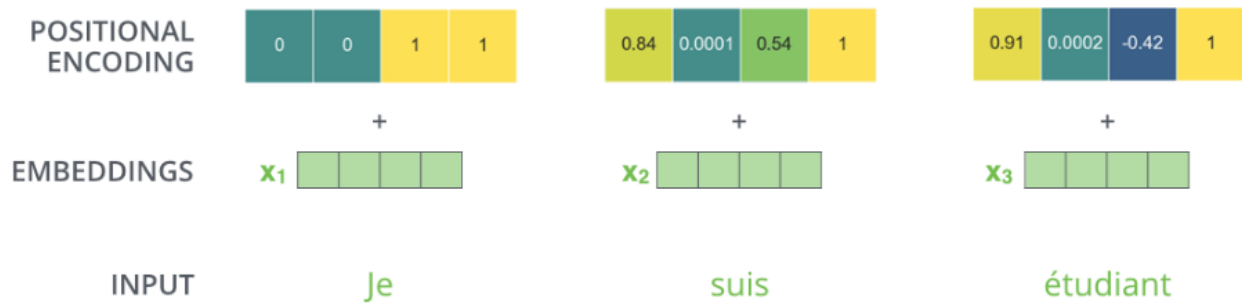 POSITIONAL
ENCODING
0 0 1 1
0.84 0.0001 0.54 1
0.91 0.0002 -0.42 1
+ + +
EMBEDDINGS
x1
x2
x3
INPUT
Je
suis
étudiant